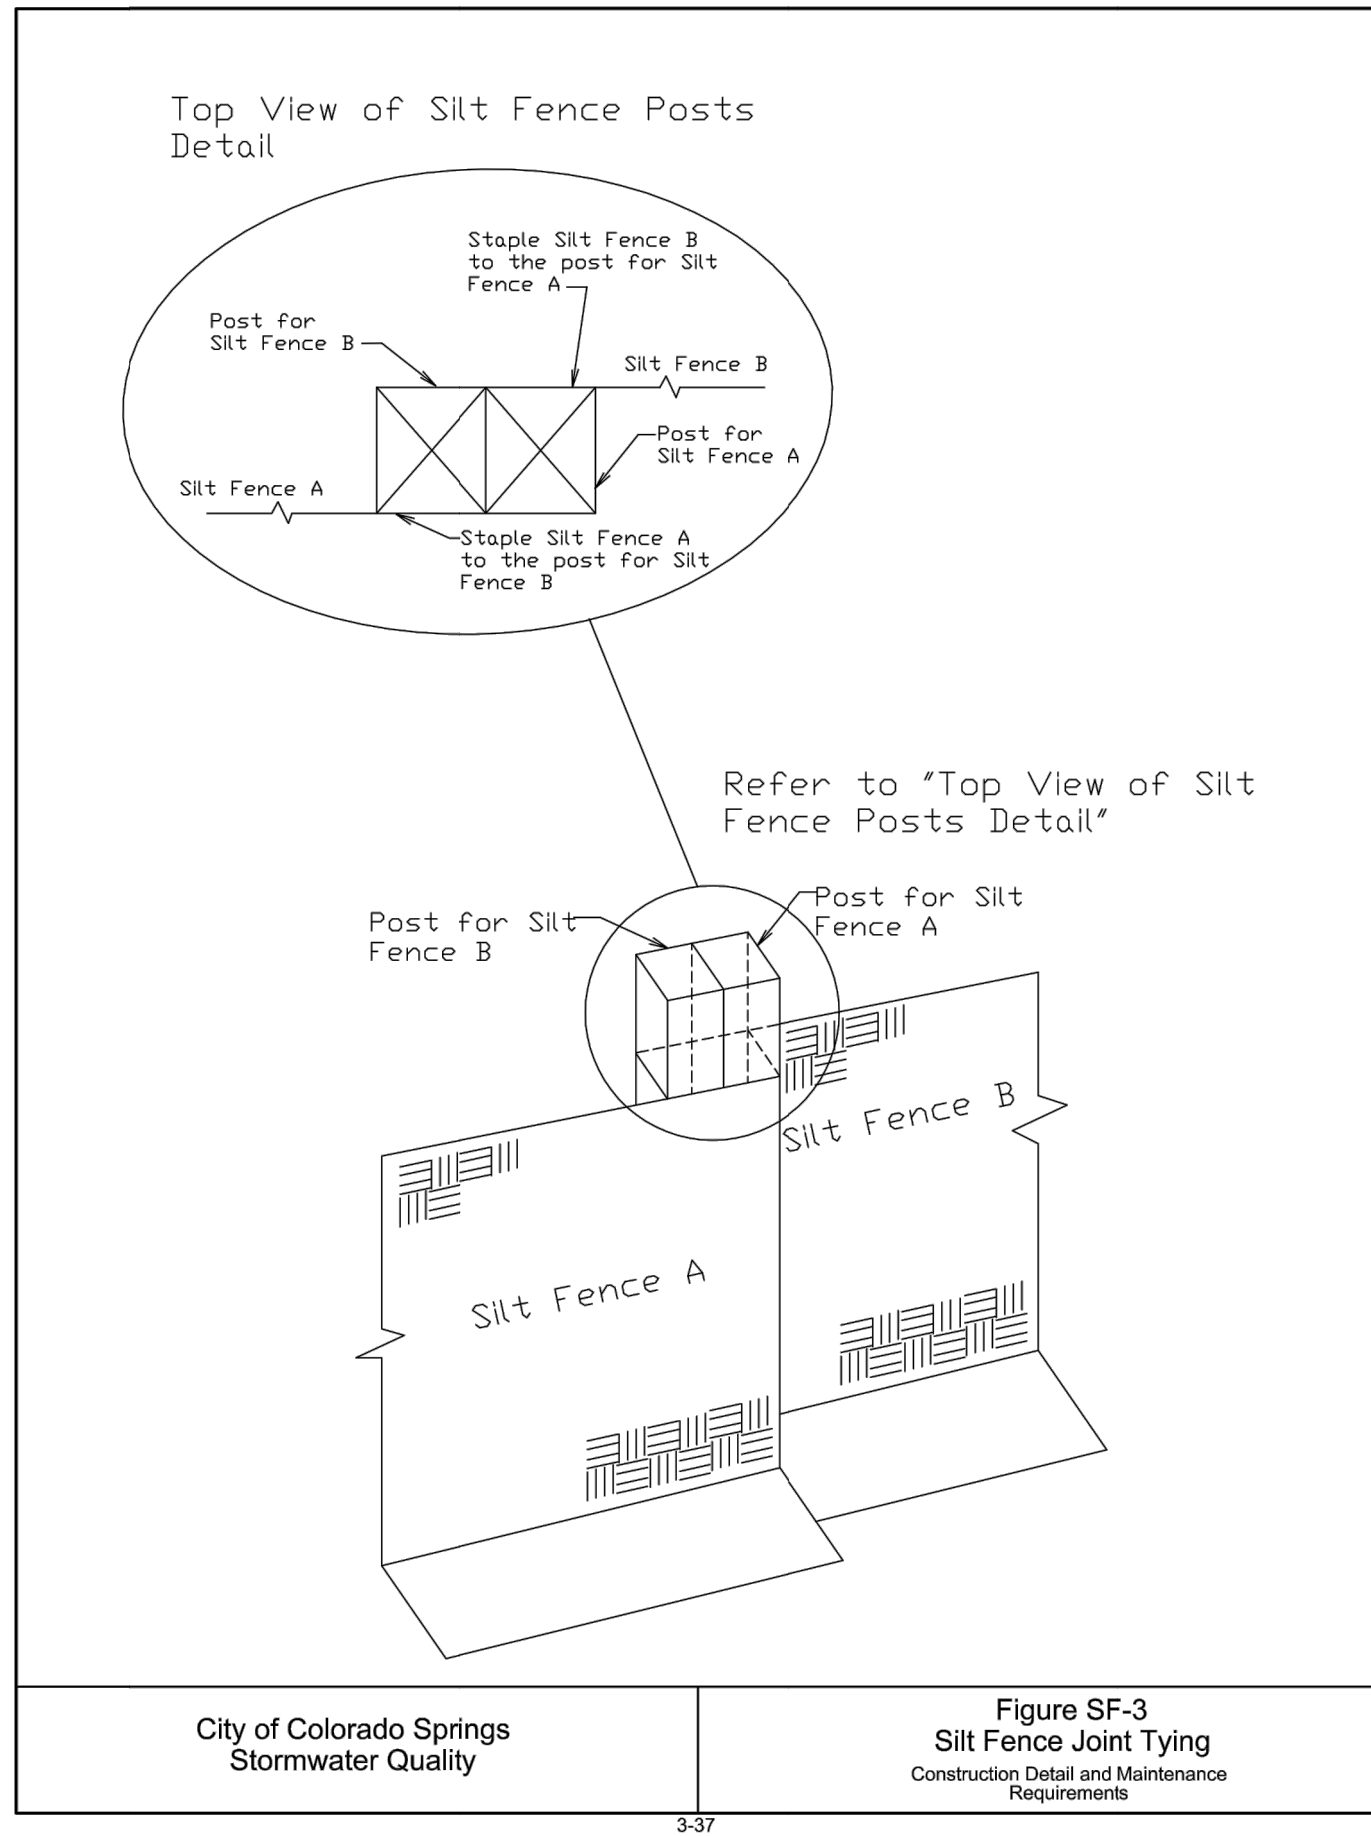 Top View of Silt Fence Posts
Detail
Staple Silt Fence B
to the post for Silt
Fence A
Post for
Silt Fence B
Silt Fence B
Post for
Silt Fence A
Silt Fence A
Staple Silt Fence A
to the post for Silt
Fence B
Refer to "Top View of Silt
Fence Posts Detail"
Post for Silt
Fence A
Post for Silt
Fence B
Silt Fence B
Silt Fence A
City of Colorado Springs
Stormwater Quality
Figure SF-3
Silt Fence Joint Tying
Construction Detail and Maintenance
Requirements
3-37